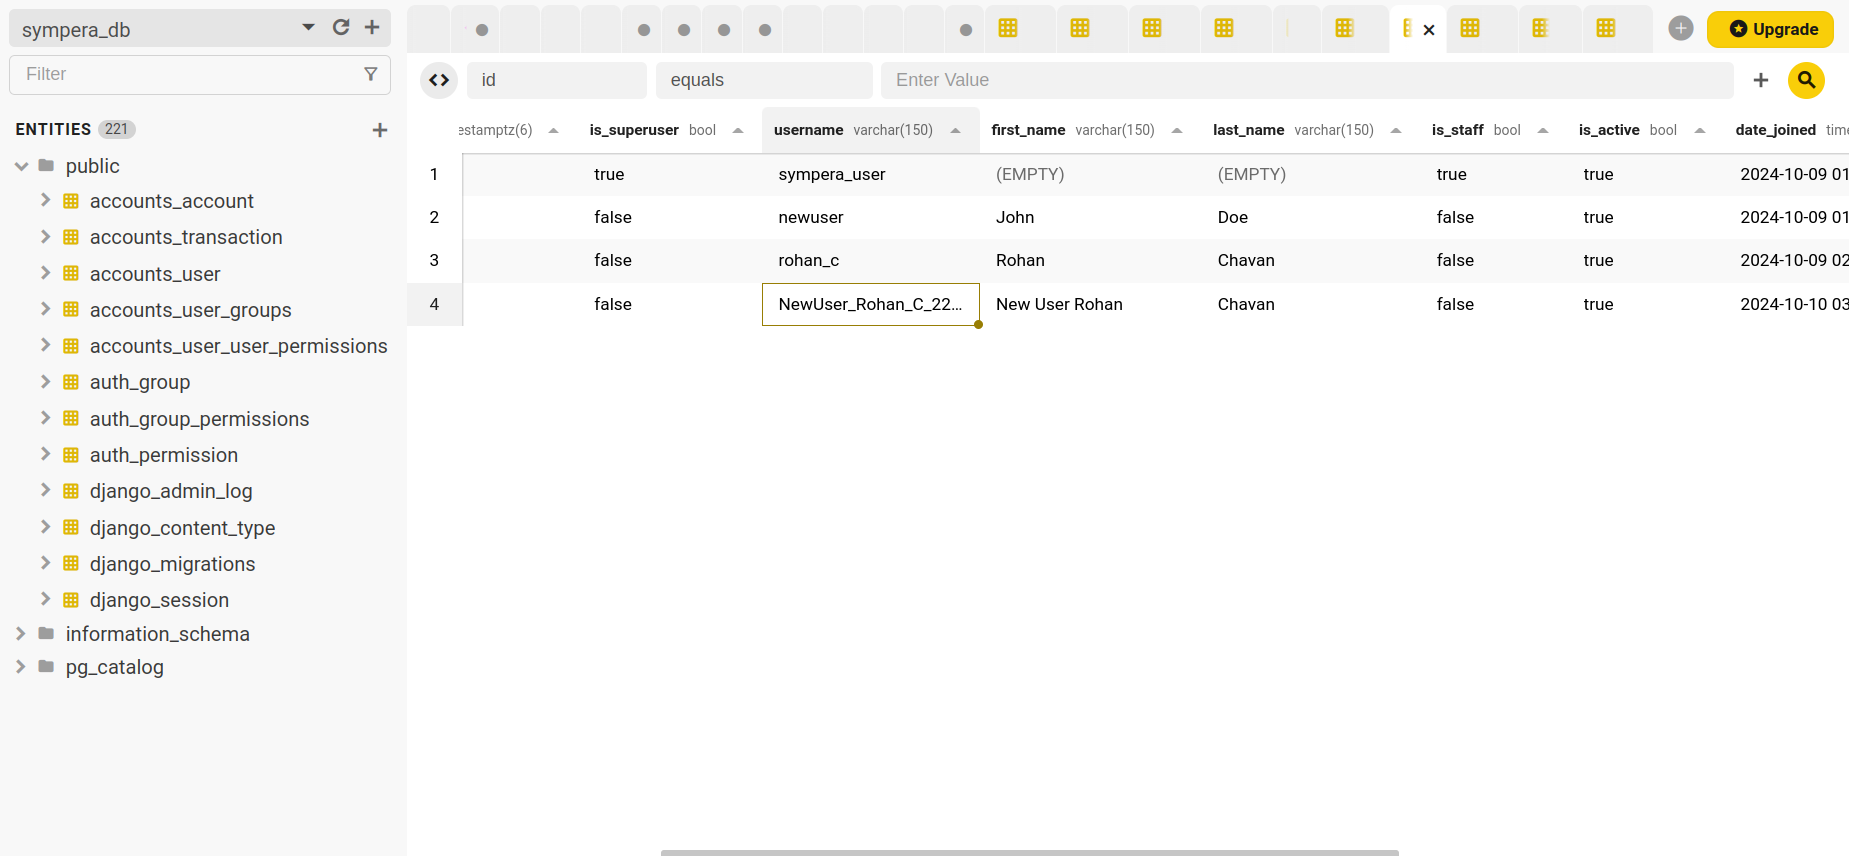 sympera_db
Upgrade
Filter
id equals Enter Value
ENTITIES 221
estamptz(6) is_superuser bool username varchar(150) first_name varchar(150) last_name varchar(150) is_staff bool is_active bool date_joined time
public
1 true sympera_user (EMPTY) (EMPTY) true true 2024-10-09 01
accounts_account
2 false newuser John Doe false true 2024-10-09 01
accounts_transaction
3 false rohan_c Rohan Chavan false true 2024-10-09 02
accounts_user
4 false NewUser_Rohan_C_22... New User Rohan Chavan false true 2024-10-10 03
accounts_user_groups
accounts_user_user_permissions
auth_group
auth_group_permissions
auth_permission
django_admin_log
django_content_type
django_migrations
django_session
information_schema
pg_catalog